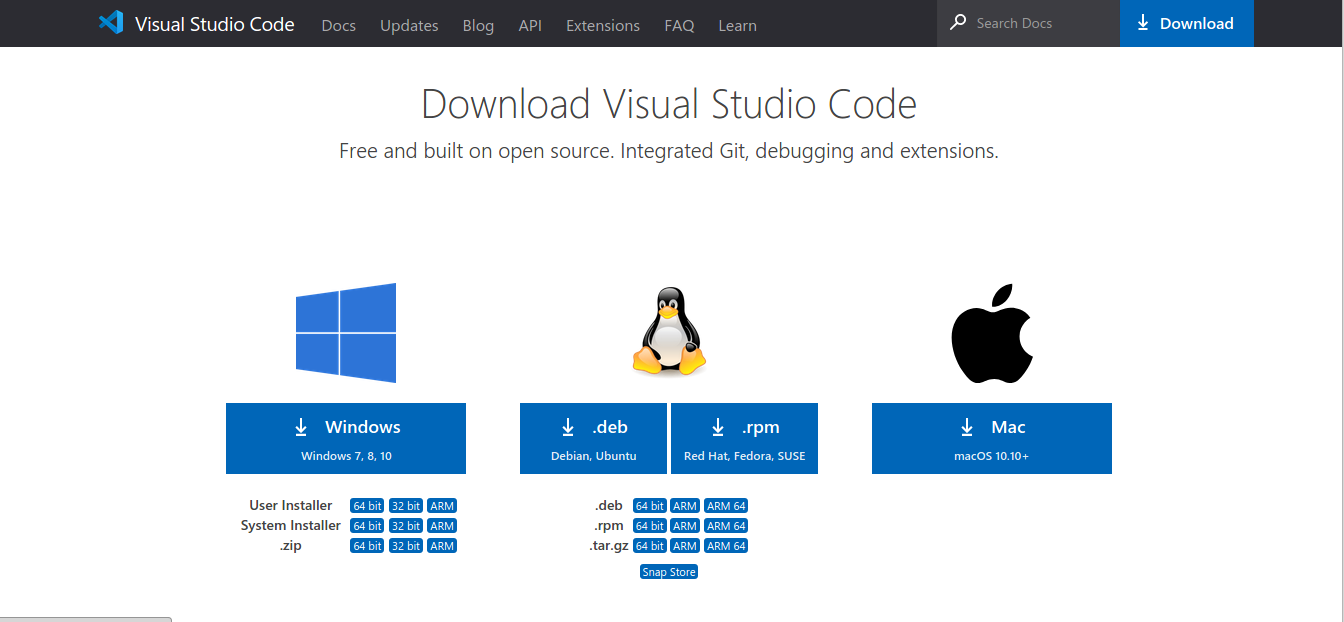 Visual Studio Code Docs Updates Blog API Extensions FAQ Learn Search Docs Download
Download Visual Studio Code
Free and built on open source. Integrated Git, debugging and extensions.
Windows
Windows 7, 8, 10
User Installer 64 bit 32 bit ARM
System Installer 64 bit 32 bit ARM
.zip 64 bit 32 bit ARM
.deb
Debian, Ubuntu
.rpm
Red Hat, Fedora, SUSE
.deb 64 bit ARM ARM 64
.rpm 64 bit ARM ARM 64
.tar.gz 64 bit ARM ARM 64
Snap Store
Mac
macOS 10.10+